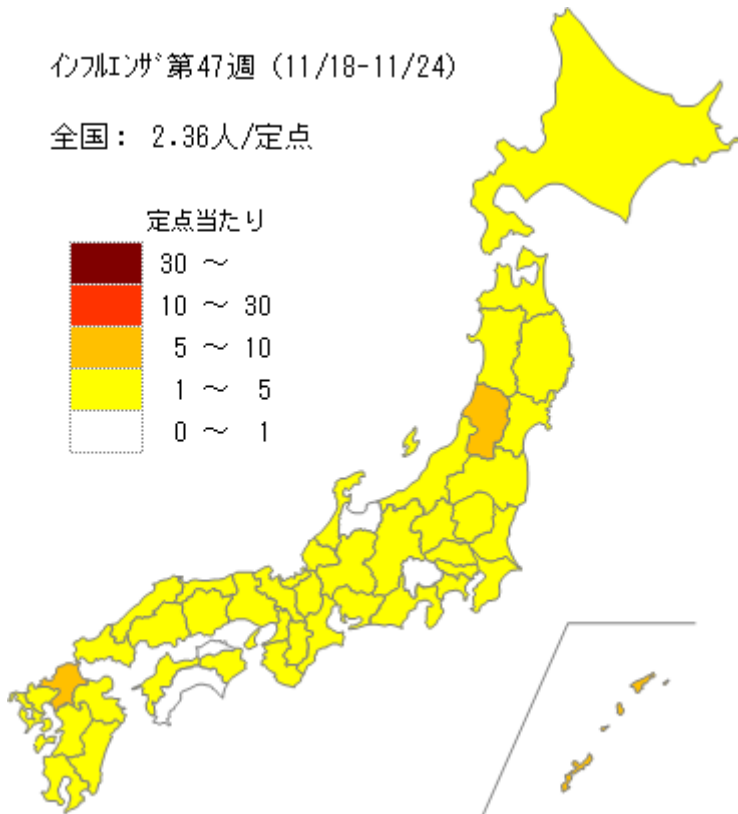 ｲﾝﾌﾙｴﾝｻﾞ第47週 (11/18-11/24)
全国： 2.36人/定点
定点当たり
30 ～
10 ～ 30
5 ～ 10
1 ～ 5
0 ～ 1